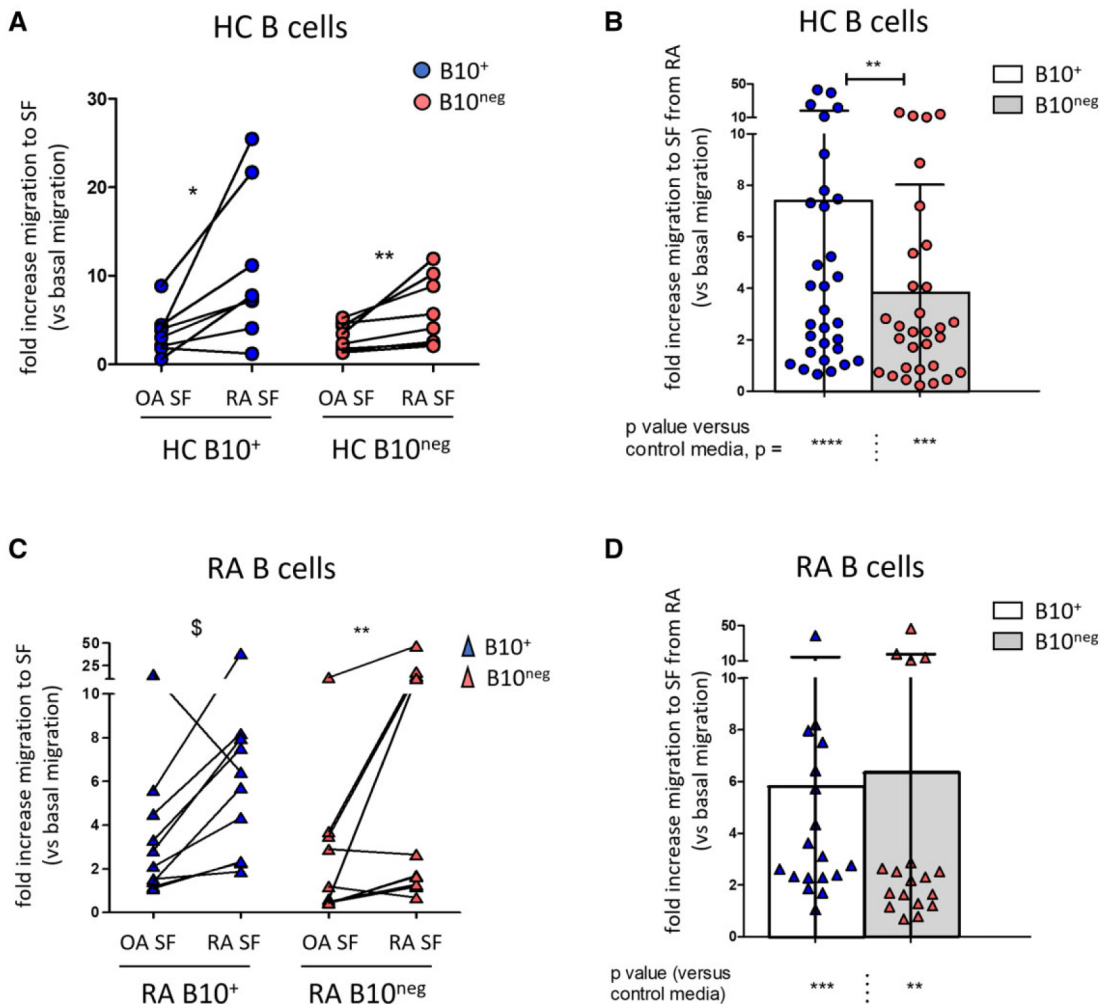 A
HC B cells
B10+
B10neg
fold increase migration to SF
(vs basal migration)
30
20
10
0
*
**
OA SF RA SF OA SF RA SF
HC B10+ HC B10neg
B
HC B cells
B10+
B10neg
fold increase migration to SF from RA
(vs basal migration)
50
10
10
8
6
4
2
0
**
p value versus
control media, p = **** ***
C
RA B cells
B10+
B10neg
fold increase migration to SF
(vs basal migration)
50
25
10
8
6
4
2
0
$
**
OA SF RA SF OA SF RA SF
RA B10+ RA B10neg
D
RA B cells
B10+
B10neg
fold increase migration to SF from RA
(vs basal migration)
50
10
10
8
6
4
2
0
p value (versus
control media) *** **